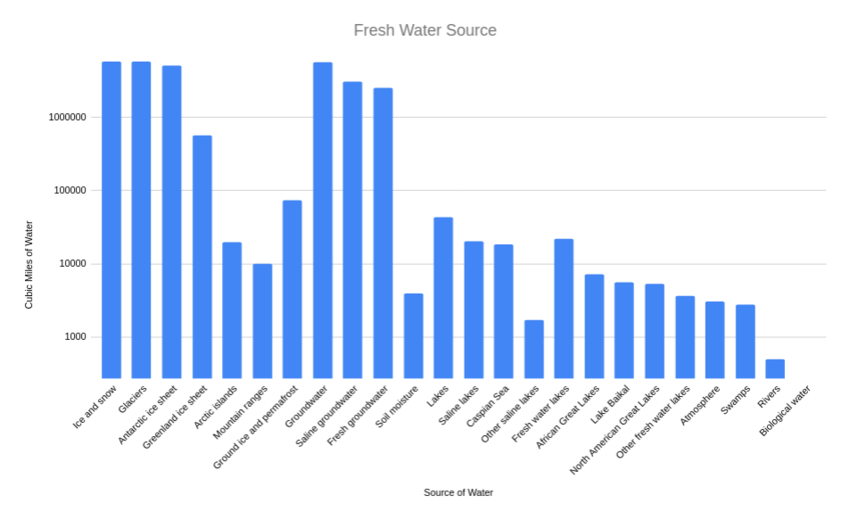 Fresh Water Source
Cubic Miles of Water
1000000
100000
10000
1000
Ice and snow
Glaciers
Antarctic ice sheet
Greenland ice sheet
Arctic islands
Mountain ranges
Ground ice and permafrost
Groundwater
Saline groundwater
Fresh groundwater
Soil moisture
Lakes
Saline lakes
Caspian Sea
Other saline lakes
Fresh water lakes
African Great Lakes
Lake Baikal
North American Great Lakes
Other fresh water lakes
Atmosphere
Swamps
Rivers
Biological water
Source of Water